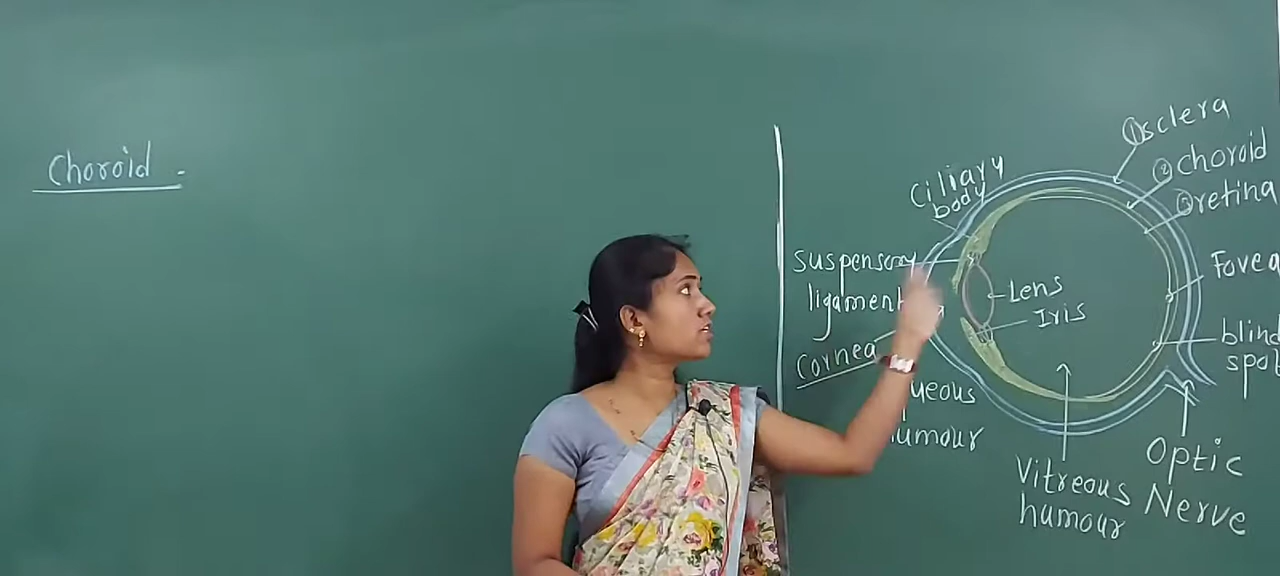 Choroid -
① sclera
② choroid
③ retina
Ciliary
body
suspensory
ligament
Lens
Iris
Fovea
Cornea
blind
spot
ueous
humour
Vitreous
humour
Optic
Nerve